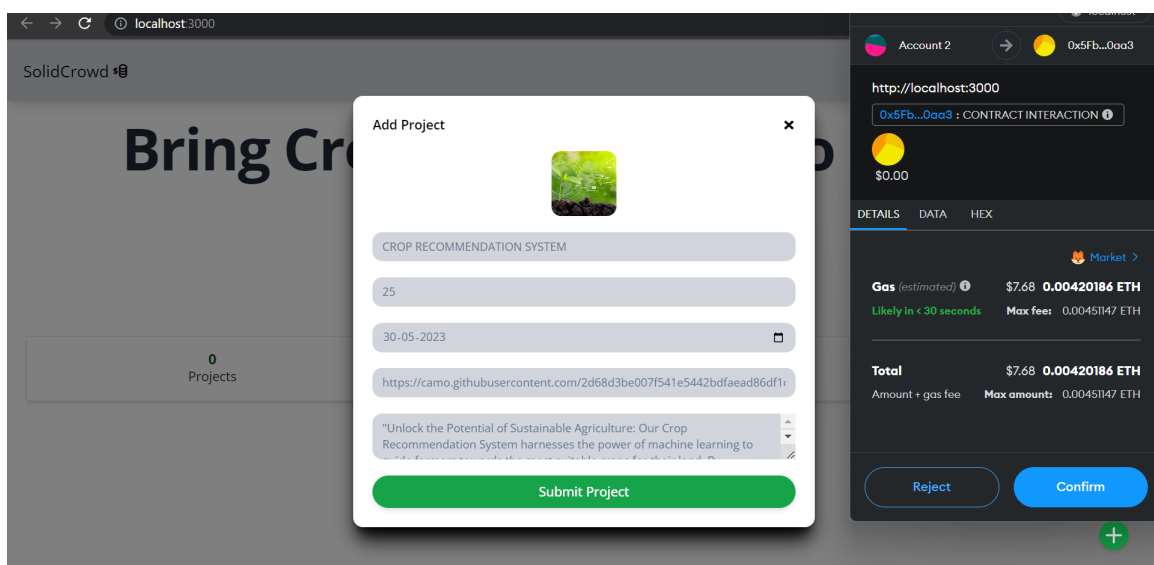 localhost:3000
localhost
SolidCrowd
Account 2
0x5Fb...0aa3
http://localhost:3000
0x5Fb...0aa3 : CONTRACT INTERACTION
$0.00
DETAILS DATA HEX
Market >
Gas (estimated) $7.68 0.00420186 ETH
Likely in < 30 seconds Max fee: 0.00451147 ETH
Total $7.68 0.00420186 ETH
Amount + gas fee Max amount: 0.00451147 ETH
Reject Confirm
Bring Cr
Add Project
CROP RECOMMENDATION SYSTEM
25
30-05-2023
https://camo.githubusercontent.com/2d68d3be007f541e5442bdfaead86df1
"Unlock the Potential of Sustainable Agriculture: Our Crop
Recommendation System harnesses the power of machine learning to
Submit Project
0
Projects